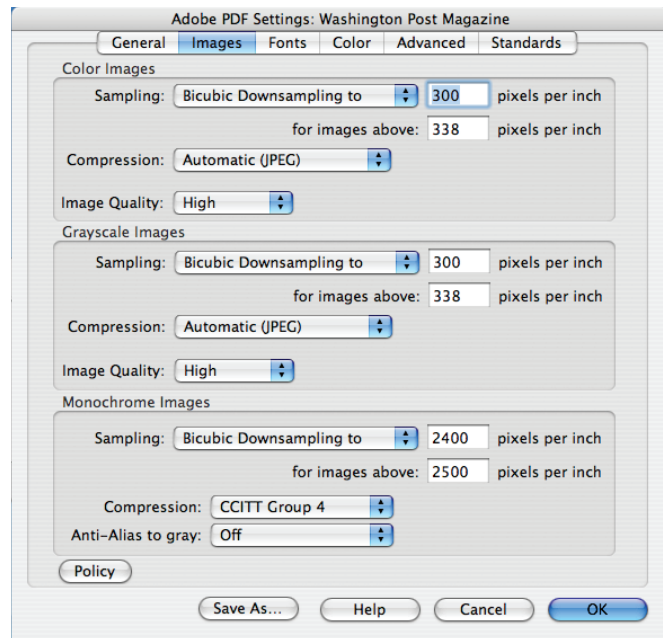 Adobe PDF Settings: Washington Post Magazine
General Images Fonts Color Advanced Standards
Color Images
Sampling: Bicubic Downsampling to 300 pixels per inch
for images above: 338 pixels per inch
Compression: Automatic (JPEG)
Image Quality: High
Grayscale Images
Sampling: Bicubic Downsampling to 300 pixels per inch
for images above: 338 pixels per inch
Compression: Automatic (JPEG)
Image Quality: High
Monochrome Images
Sampling: Bicubic Downsampling to 2400 pixels per inch
for images above: 2500 pixels per inch
Compression: CCITT Group 4
Anti-Alias to gray: Off
Policy
Save As... Help Cancel OK